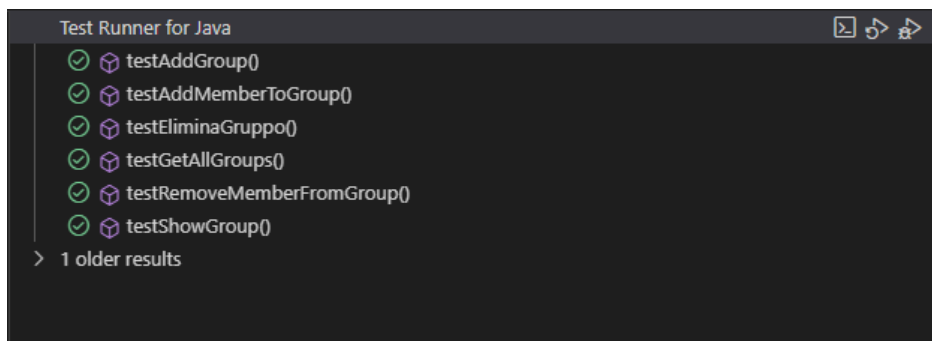 Test Runner for Java
testAddGroup()
testAddMemberToGroup()
testEliminaGruppo()
testGetAllGroups()
testRemoveMemberFromGroup()
testShowGroup()
1 older results